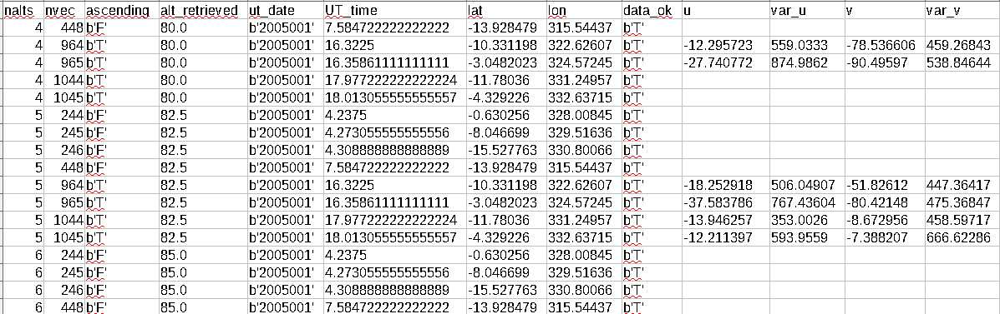 nalts nvec ascending alt_retrieved ut_date UT_time lat lon data_ok u var_u v var_v
4 448 b'F' 80.0 b'2005001' 7.584722222222222 -13.928479 315.54437 b'T'
4 964 b'T' 80.0 b'2005001' 16.3225 -10.331198 322.62607 b'T' -12.295723 559.0333 -78.536606 459.26843
4 965 b'T' 80.0 b'2005001' 16.35861111111111 -3.0482023 324.57245 b'T' -27.740772 874.9862 -90.49597 538.84644
4 1044 b'T' 80.0 b'2005001' 17.977222222222224 -11.78036 331.24957 b'T'
4 1045 b'T' 80.0 b'2005001' 18.013055555555557 -4.329226 332.63715 b'T'
5 244 b'F' 82.5 b'2005001' 4.2375 -0.630256 328.00845 b'T'
5 245 b'F' 82.5 b'2005001' 4.273055555555556 -8.046699 329.51636 b'T'
5 246 b'F' 82.5 b'2005001' 4.308888888888889 -15.527763 330.80066 b'T'
5 448 b'F' 82.5 b'2005001' 7.584722222222222 -13.928479 315.54437 b'T'
5 964 b'T' 82.5 b'2005001' 16.3225 -10.331198 322.62607 b'T' -18.252918 506.04907 -51.82612 447.36417
5 965 b'T' 82.5 b'2005001' 16.35861111111111 -3.0482023 324.57245 b'T' -37.583786 767.43604 -80.42148 475.36847
5 1044 b'T' 82.5 b'2005001' 17.977222222222224 -11.78036 331.24957 b'T' -13.946257 353.0026 -8.672956 458.59717
5 1045 b'T' 82.5 b'2005001' 18.013055555555557 -4.329226 332.63715 b'T' -12.211397 593.9559 -7.388207 666.62286
6 244 b'F' 85.0 b'2005001' 4.2375 -0.630256 328.00845 b'T'
6 245 b'F' 85.0 b'2005001' 4.273055555555556 -8.046699 329.51636 b'T'
6 246 b'F' 85.0 b'2005001' 4.308888888888889 -15.527763 330.80066 b'T'
6 448 b'F' 85.0 b'2005001' 7.584722222222222 -13.928479 315.54437 b'T'